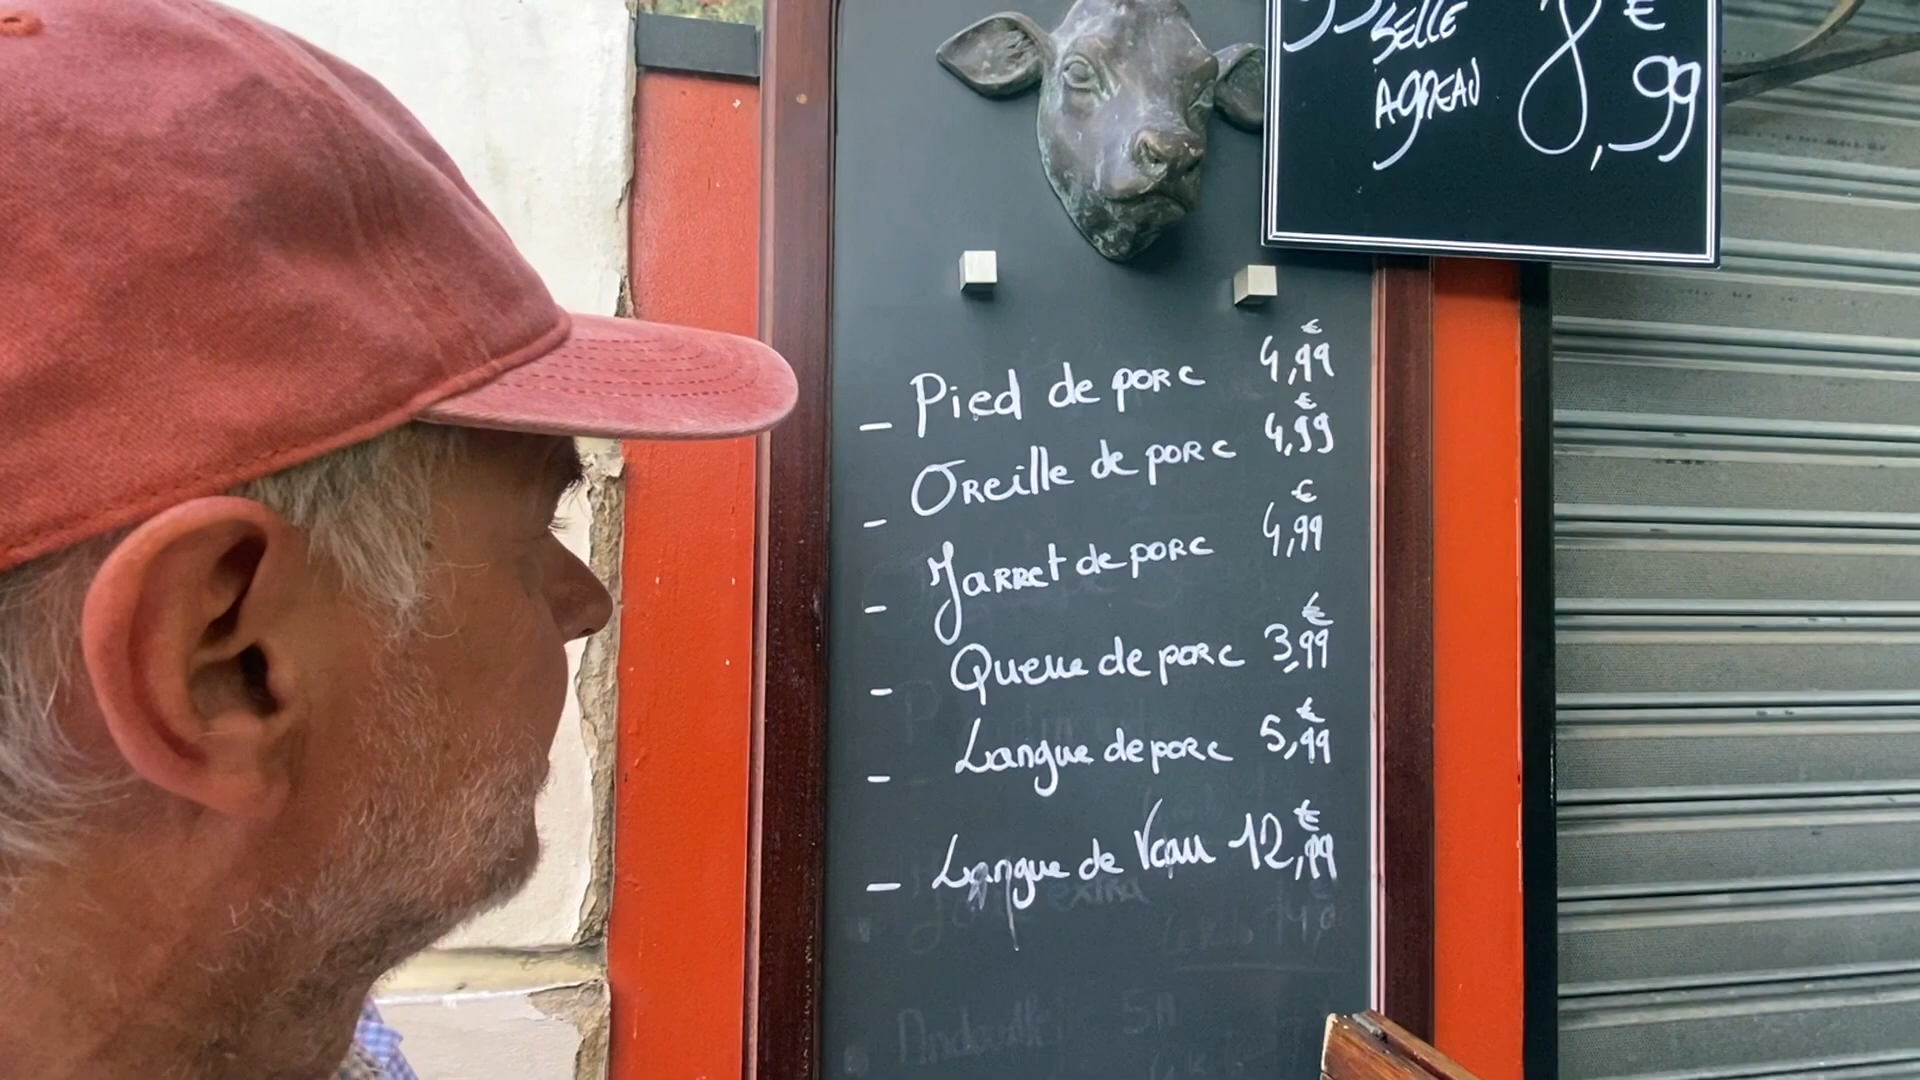 SELLE
AGNEAU
8,99 €
- Pied de porc 4,99 €
- Oreille de porc 4,99 €
- Jarret de porc 4,99 €
- Queue de porc 3,99 €
- Langue de porc 5,99 €
- Langue de Veau 12,99 €
extra